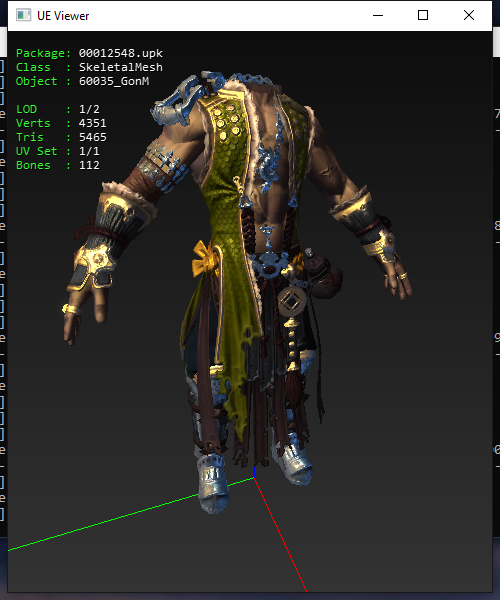 UE Viewer
Package: 00012548.upk
Class : SkeletalMesh
Object : 60035_GonM
LOD : 1/2
Verts : 4351
Tris : 5465
UV Set : 1/1
Bones : 112